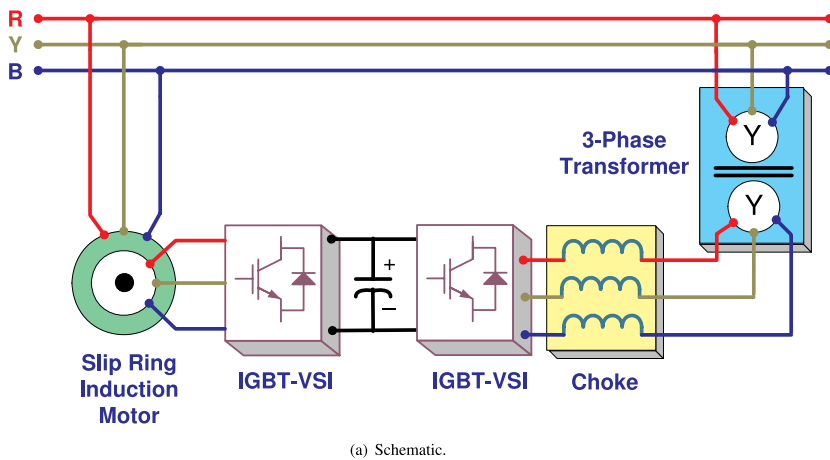 R
Y
B
3-Phase
Transformer
Y
Y
+
−
Slip Ring
Induction
Motor
IGBT-VSI
IGBT-VSI
Choke
(a) Schematic.